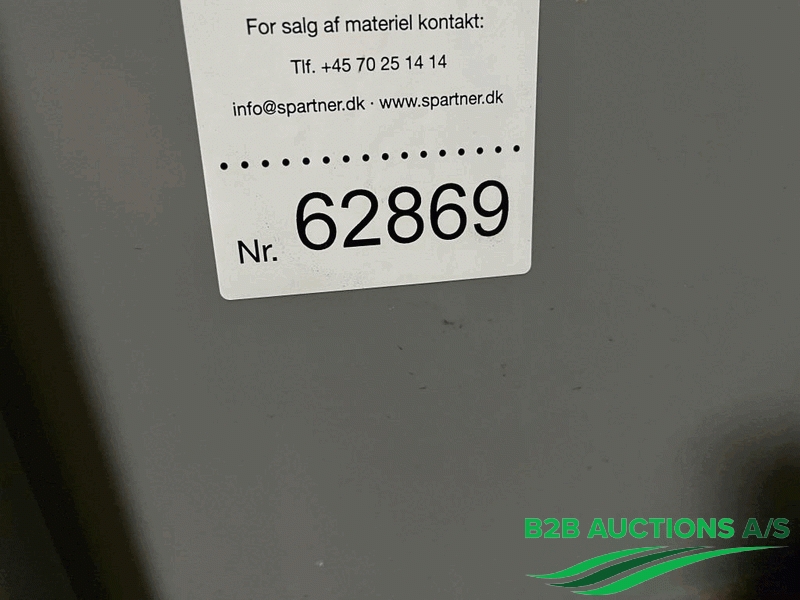 For salg af materiel kontakt:
Tlf. +45 70 25 14 14
info@spartner.dk · www.spartner.dk
Nr. 62869
B2B AUCTIONS A/S